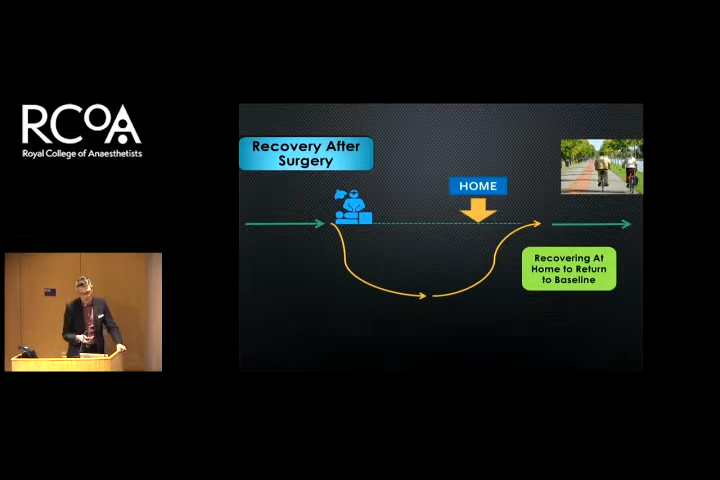 RCOA
Royal College of Anaesthetists
Recovery After
Surgery
HOME
Recovering At
Home to Return
to Baseline